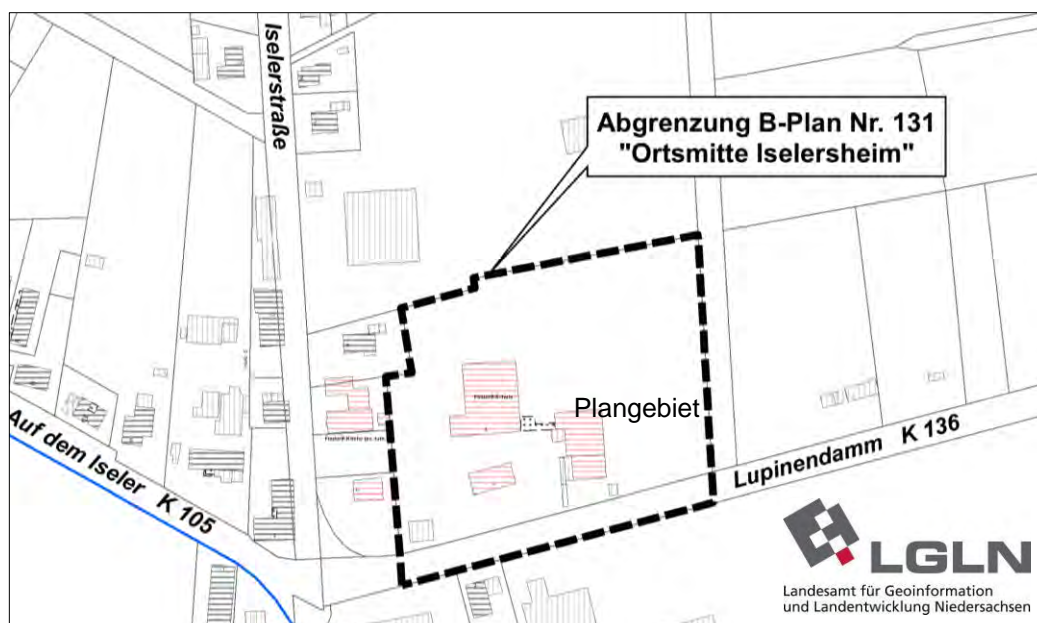 Iselerstraße
Abgrenzung B-Plan Nr. 131
"Ortsmitte Iselersheim"
Plangebiet
Auf dem Iseler K 105
Lupinendamm K 136
LGLN
Landesamt für Geoinformation
und Landentwicklung Niedersachsen